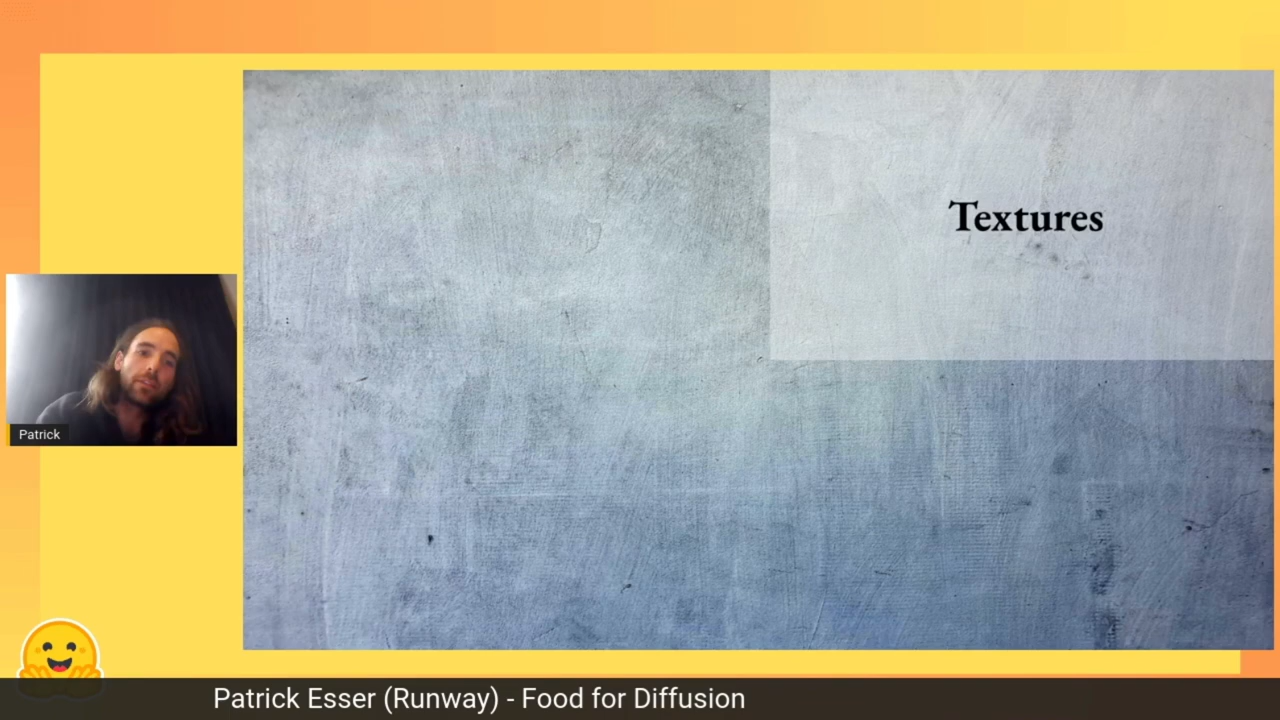 Textures
Patrick
Patrick Esser (Runway) - Food for Diffusion